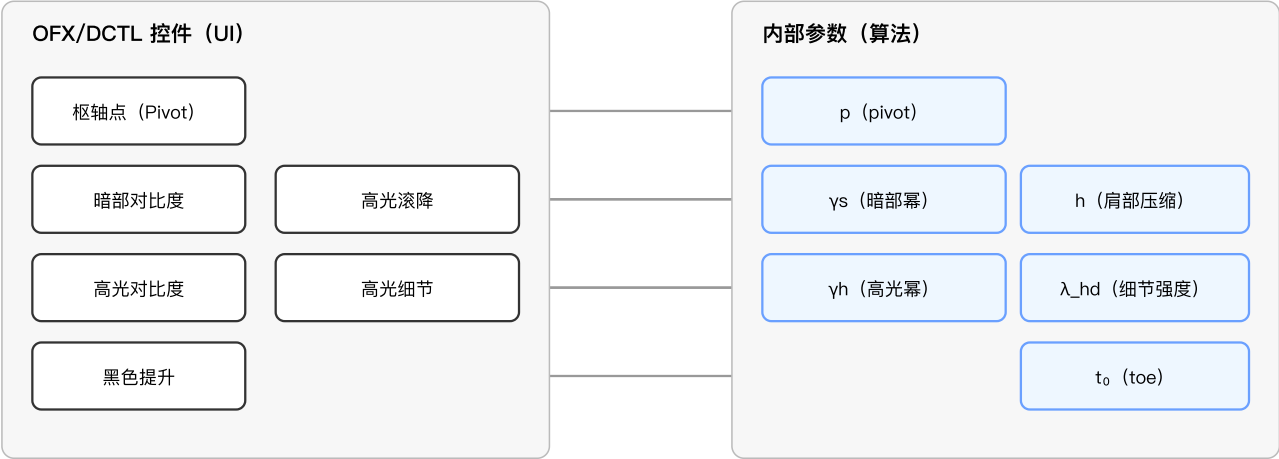 OFX/DCTL 控件（UI）
枢轴点（Pivot）
暗部对比度
高光滚降
高光对比度
高光细节
黑色提升
内部参数（算法）
p（pivot）
γs（暗部幂）
h（肩部压缩）
γh（高光幂）
λ_hd（细节强度）
t₀（toe）